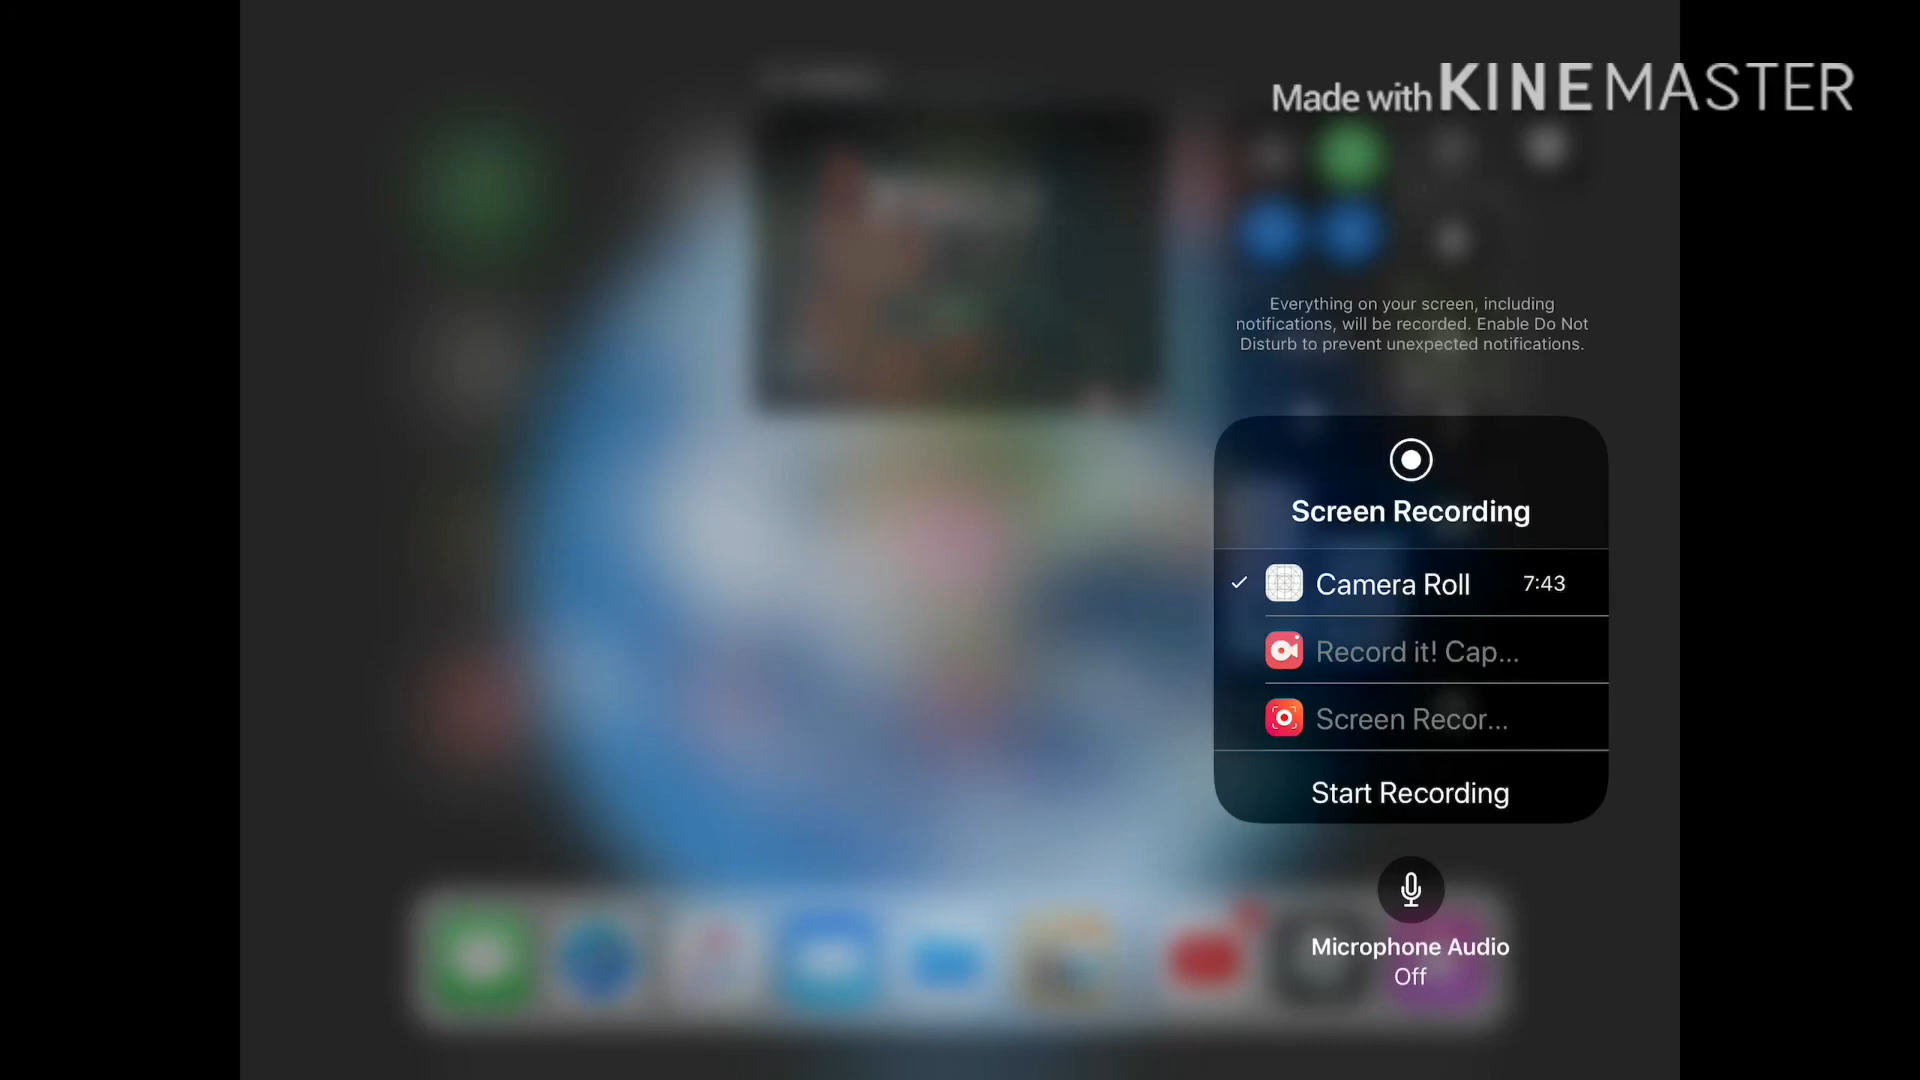 Made with KINEMASTER
Everything on your screen, including
notifications, will be recorded. Enable Do Not
Disturb to prevent unexpected notifications.
Screen Recording
Camera Roll 7:43
Record it! Cap...
Screen Recor...
Start Recording
Microphone Audio
Off